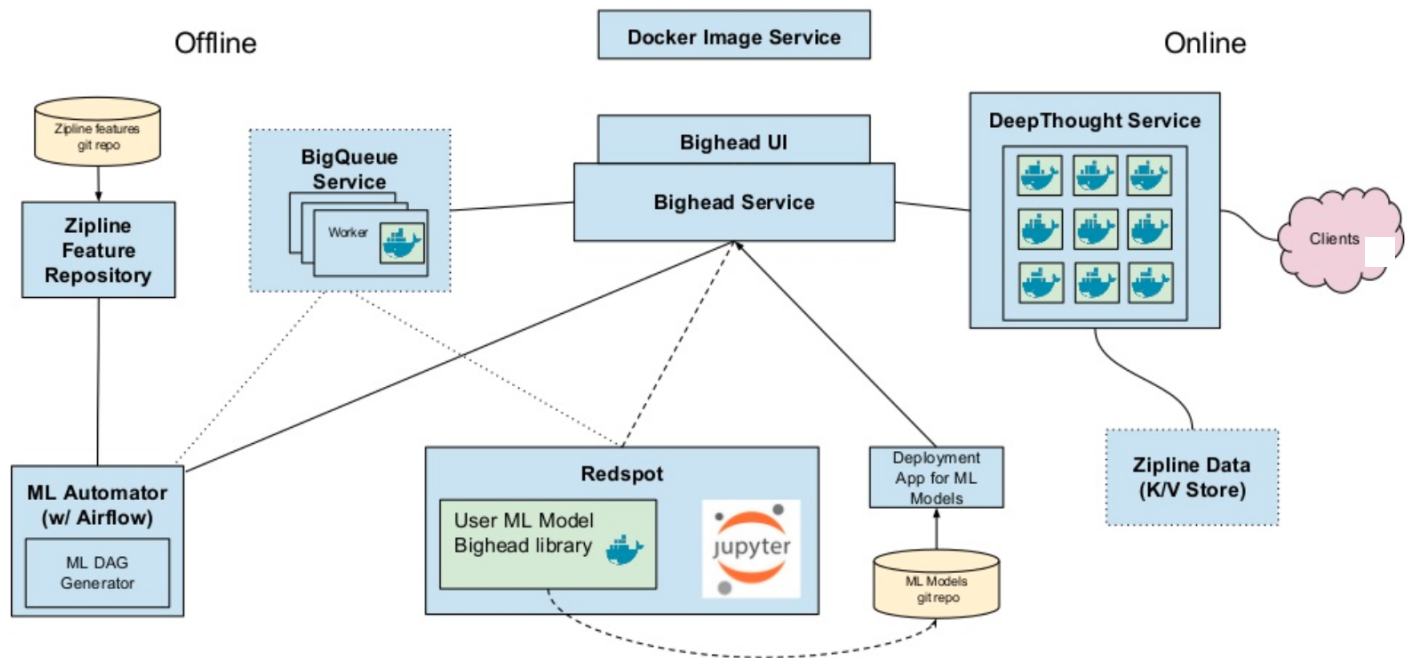 Offline
Docker Image Service
Online
Zipline features
git repo
BigQueue
Service
Worker
Bighead UI
Bighead Service
DeepThought Service
Clients
Zipline
Feature
Repository
ML Automator
(w/ Airflow)
ML DAG
Generator
Redspot
User ML Model
Bighead library
jupyter
Deployment
App for ML
Models
ML Models
git repo
Zipline Data
(K/V Store)